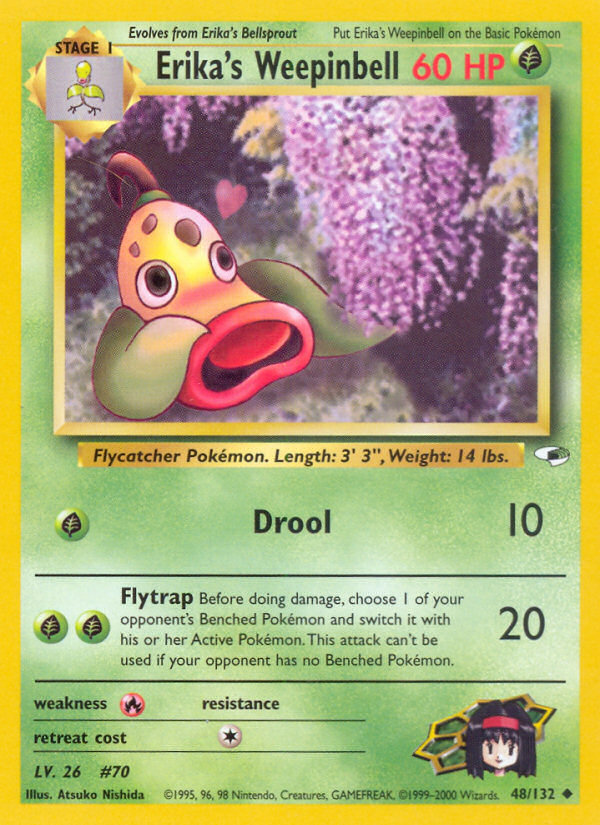 Evolves from Erika's Bellsprout
Put Erika's Weepinbell on the Basic Pokémon
STAGE 1
Erika's Weepinbell 60 HP
Flycatcher Pokémon. Length: 3' 3", Weight: 14 lbs.
Drool 10
Flytrap Before doing damage, choose 1 of your
opponent's Benched Pokémon and switch it with
his or her Active Pokémon. This attack can't be
used if your opponent has no Benched Pokémon.
20
weakness
resistance
retreat cost
LV. 26 #70
Illus. Atsuko Nishida
©1995, 96, 98 Nintendo, Creatures, GAMEFREAK. ©1999-2000 Wizards.
48/132